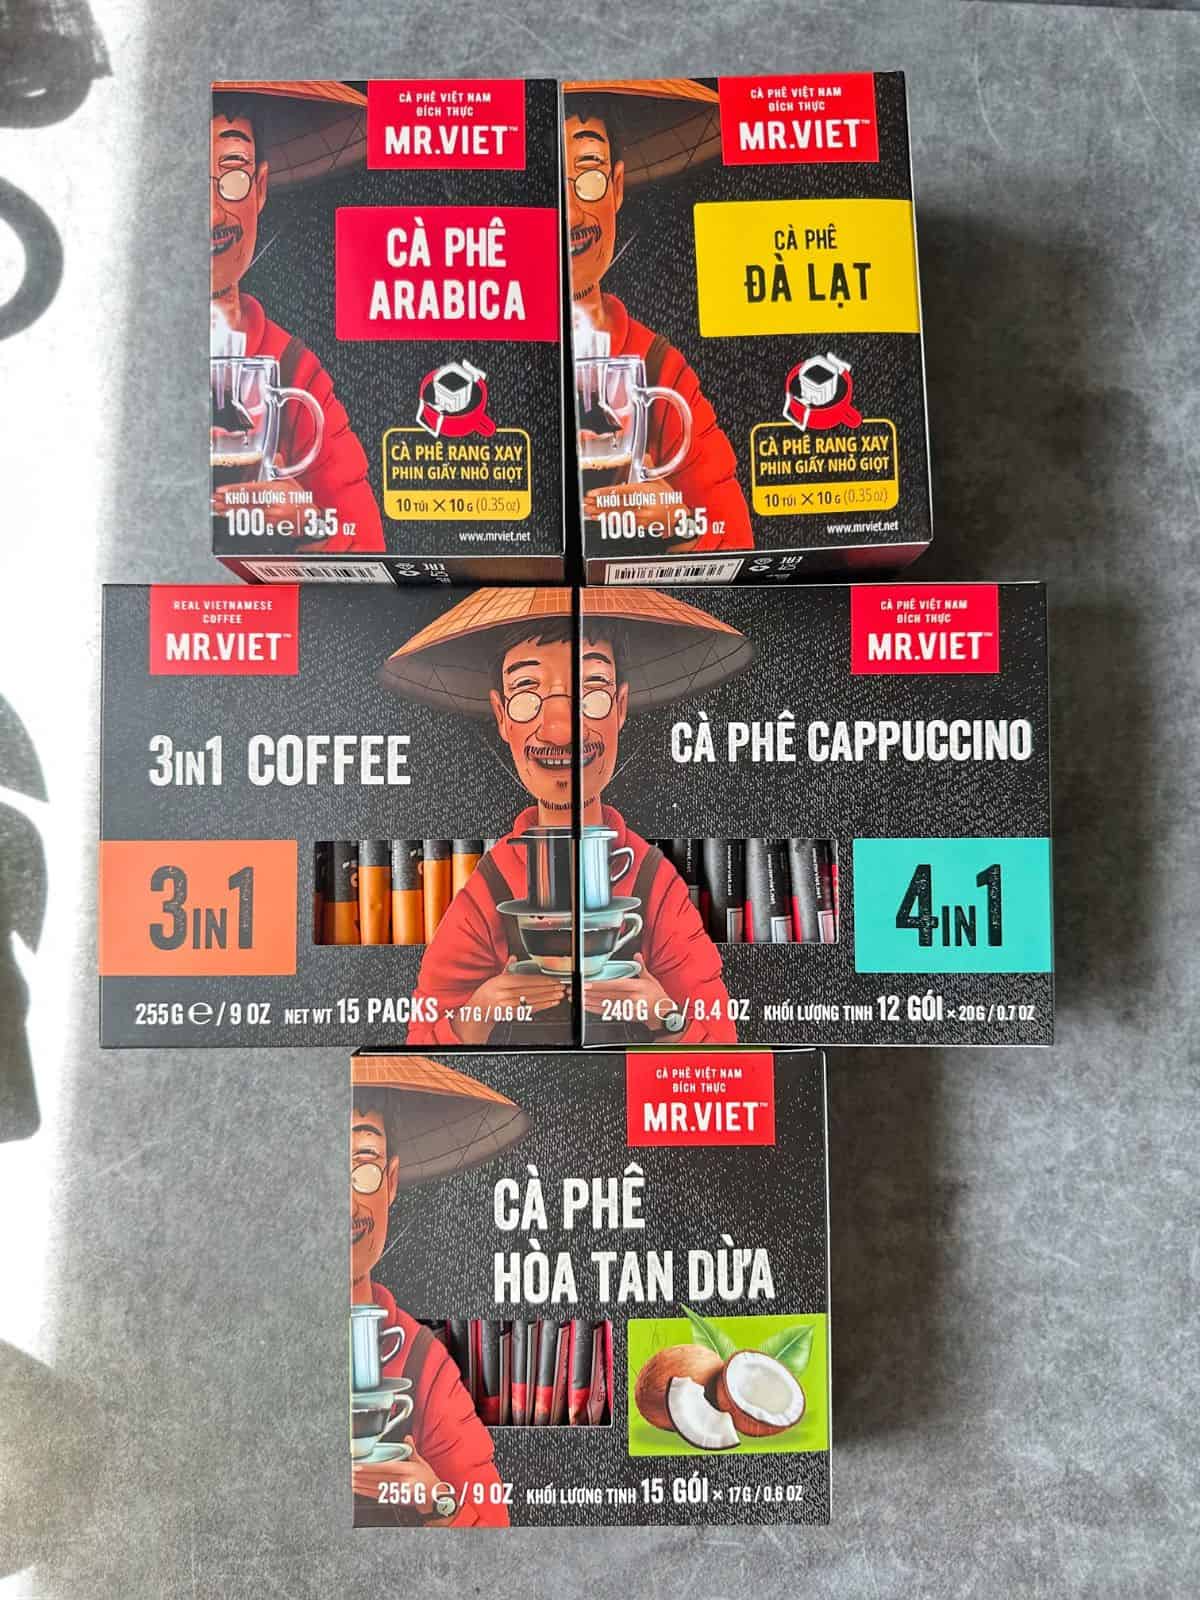 CÀ PHÊ VIỆT NAM
ĐÍCH THỰC
MR.VIET™
CÀ PHÊ
ARABICA
CÀ PHÊ RANG XAY
PHIN GIẤY NHỎ GIỌT
10 TÚI X 10 G (0.35 oz)
KHỐI LƯỢNG TỊNH
100 G e | 3.5 OZ
www.mrviet.net
CÀ PHÊ VIỆT NAM
ĐÍCH THỰC
MR.VIET™
CÀ PHÊ
ĐÀ LẠT
CÀ PHÊ RANG XAY
PHIN GIẤY NHỎ GIỌT
10 TÚI X 10 G (0.35 oz)
KHỐI LƯỢNG TỊNH
100 G e | 3.5 OZ
www.mrviet.net
REAL VIETNAMESE
COFFEE
MR.VIET™
3IN1 COFFEE
3IN1
255G e / 9 OZ NET WT 15 PACKS × 17G / 0.6 OZ
CÀ PHÊ VIỆT NAM
ĐÍCH THỰC
MR.VIET™
CÀ PHÊ CAPPUCCINO
4IN1
240G e / 8.4 OZ KHỐI LƯỢNG TỊNH 12 GÓI × 20G / 0.7 OZ
CÀ PHÊ VIỆT NAM
ĐÍCH THỰC
MR.VIET™
CÀ PHÊ
HÒA TAN DỪA
255G e / 9 OZ KHỐI LƯỢNG TỊNH 15 GÓI × 17G / 0.6 OZ